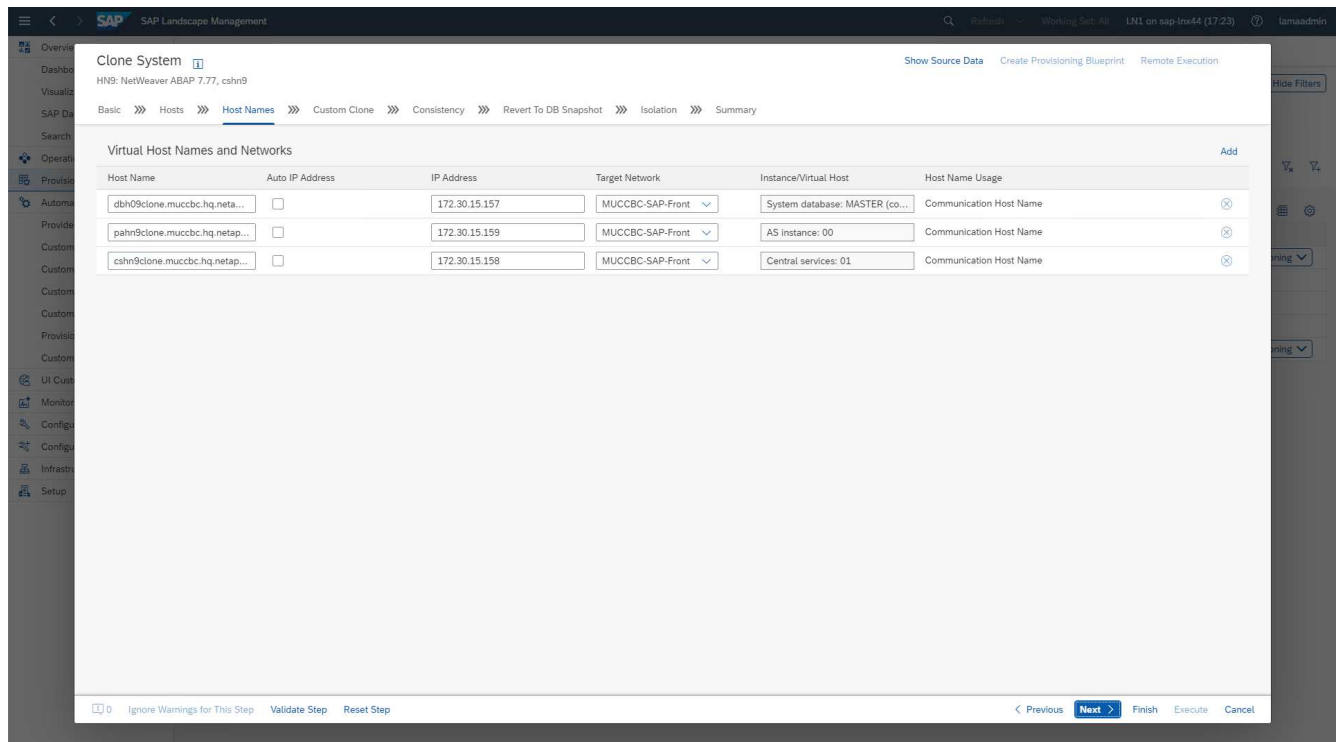 SAP SAP Landscape Management Refresh Working Set: All LN1 on sap-lnx44 (17:23) lamaadmin
Overvie
Dashbo
Visualiz
SAP Da
Search
Operati
Provisio
Automa
Provide
Custom
Custom
Custom
Custom
Provisio
Custom
UI Cust
Monitor
Configu
Configu
Infrastru
Setup
Clone System
HN9: NetWeaver ABAP 7.77, cshn9
Show Source Data Create Provisioning Blueprint Remote Execution
Hide Filters
Basic Hosts Host Names Custom Clone Consistency Revert To DB Snapshot Isolation Summary
Virtual Host Names and Networks Add
Host Name Auto IP Address IP Address Target Network Instance/Virtual Host Host Name Usage
dbh09clone.muccbc.hq.neta... 172.30.15.157 MUCCBC-SAP-Front System database: MASTER (co... Communication Host Name
pahn9clone.muccbc.hq.netap... 172.30.15.159 MUCCBC-SAP-Front AS instance: 00 Communication Host Name
cshn9clone.muccbc.hq.netap... 172.30.15.158 MUCCBC-SAP-Front Central services: 01 Communication Host Name
oning
oning
0 Ignore Warnings for This Step Validate Step Reset Step Previous Next Finish Execute Cancel